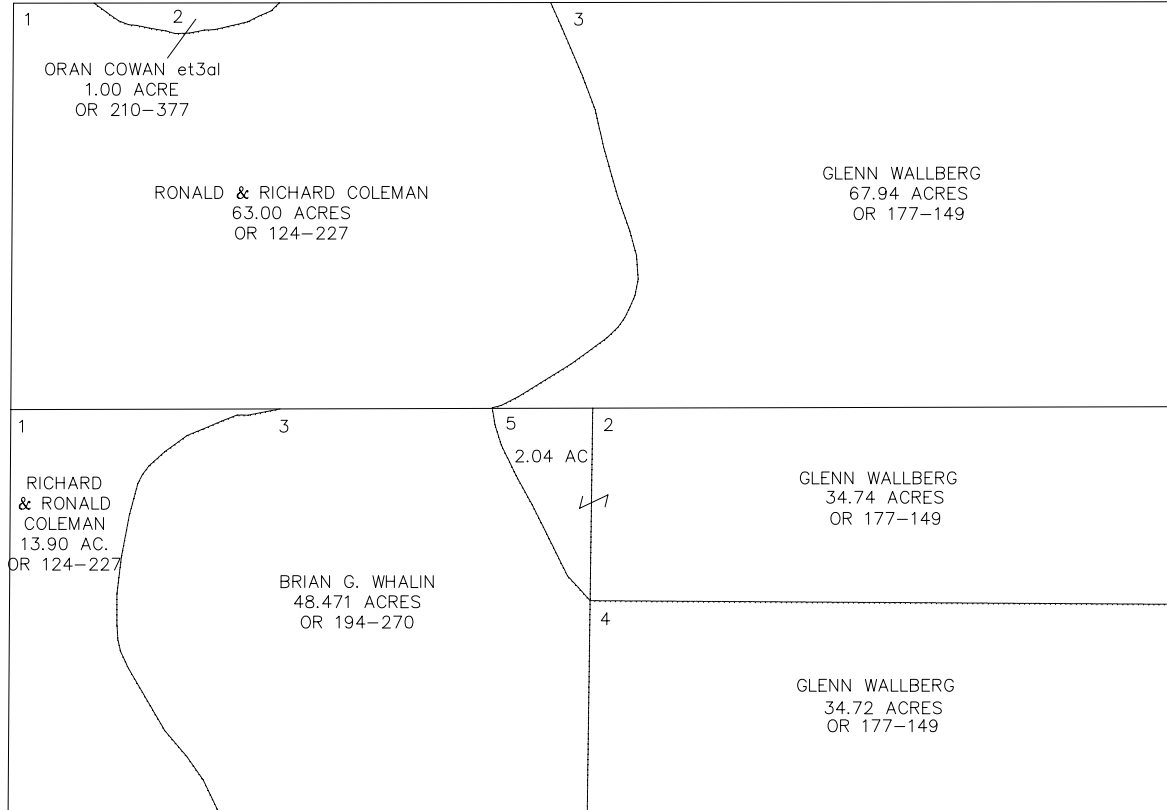 1
2
3
ORAN COWAN et3al
1.00 ACRE
OR 210-377
RONALD & RICHARD COLEMAN
63.00 ACRES
OR 124-227
GLENN WALLBERG
67.94 ACRES
OR 177-149
1
3
5
2
2.04 AC
RICHARD
& RONALD
COLEMAN
13.90 AC.
OR 124-227
GLENN WALLBERG
34.74 ACRES
OR 177-149
BRIAN G. WHALIN
48.471 ACRES
OR 194-270
4
GLENN WALLBERG
34.72 ACRES
OR 177-149